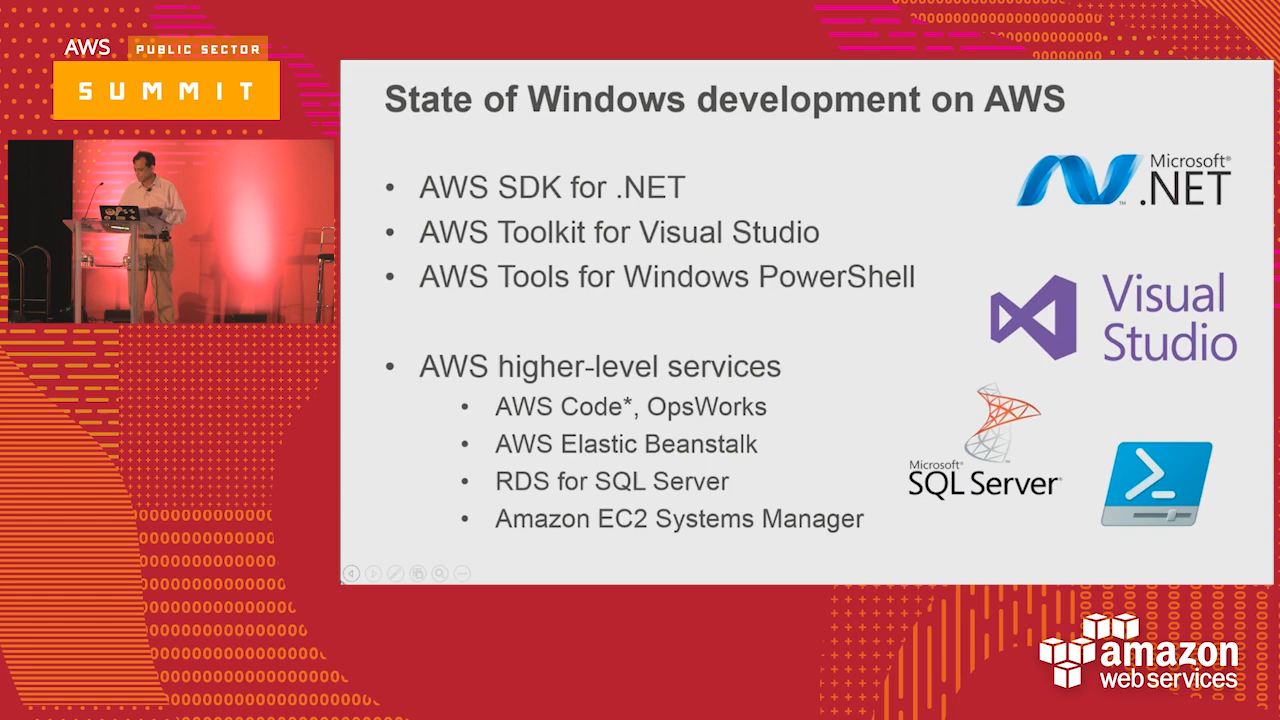 AWS PUBLIC SECTOR
SUMMIT
State of Windows development on AWS
• AWS SDK for .NET
• AWS Toolkit for Visual Studio
• AWS Tools for Windows PowerShell
• AWS higher-level services
• AWS Code*, OpsWorks
• AWS Elastic Beanstalk
• RDS for SQL Server
• Amazon EC2 Systems Manager
Microsoft®
.NET
™
Visual
Studio
Microsoft®
SQL Server
amazon
web services